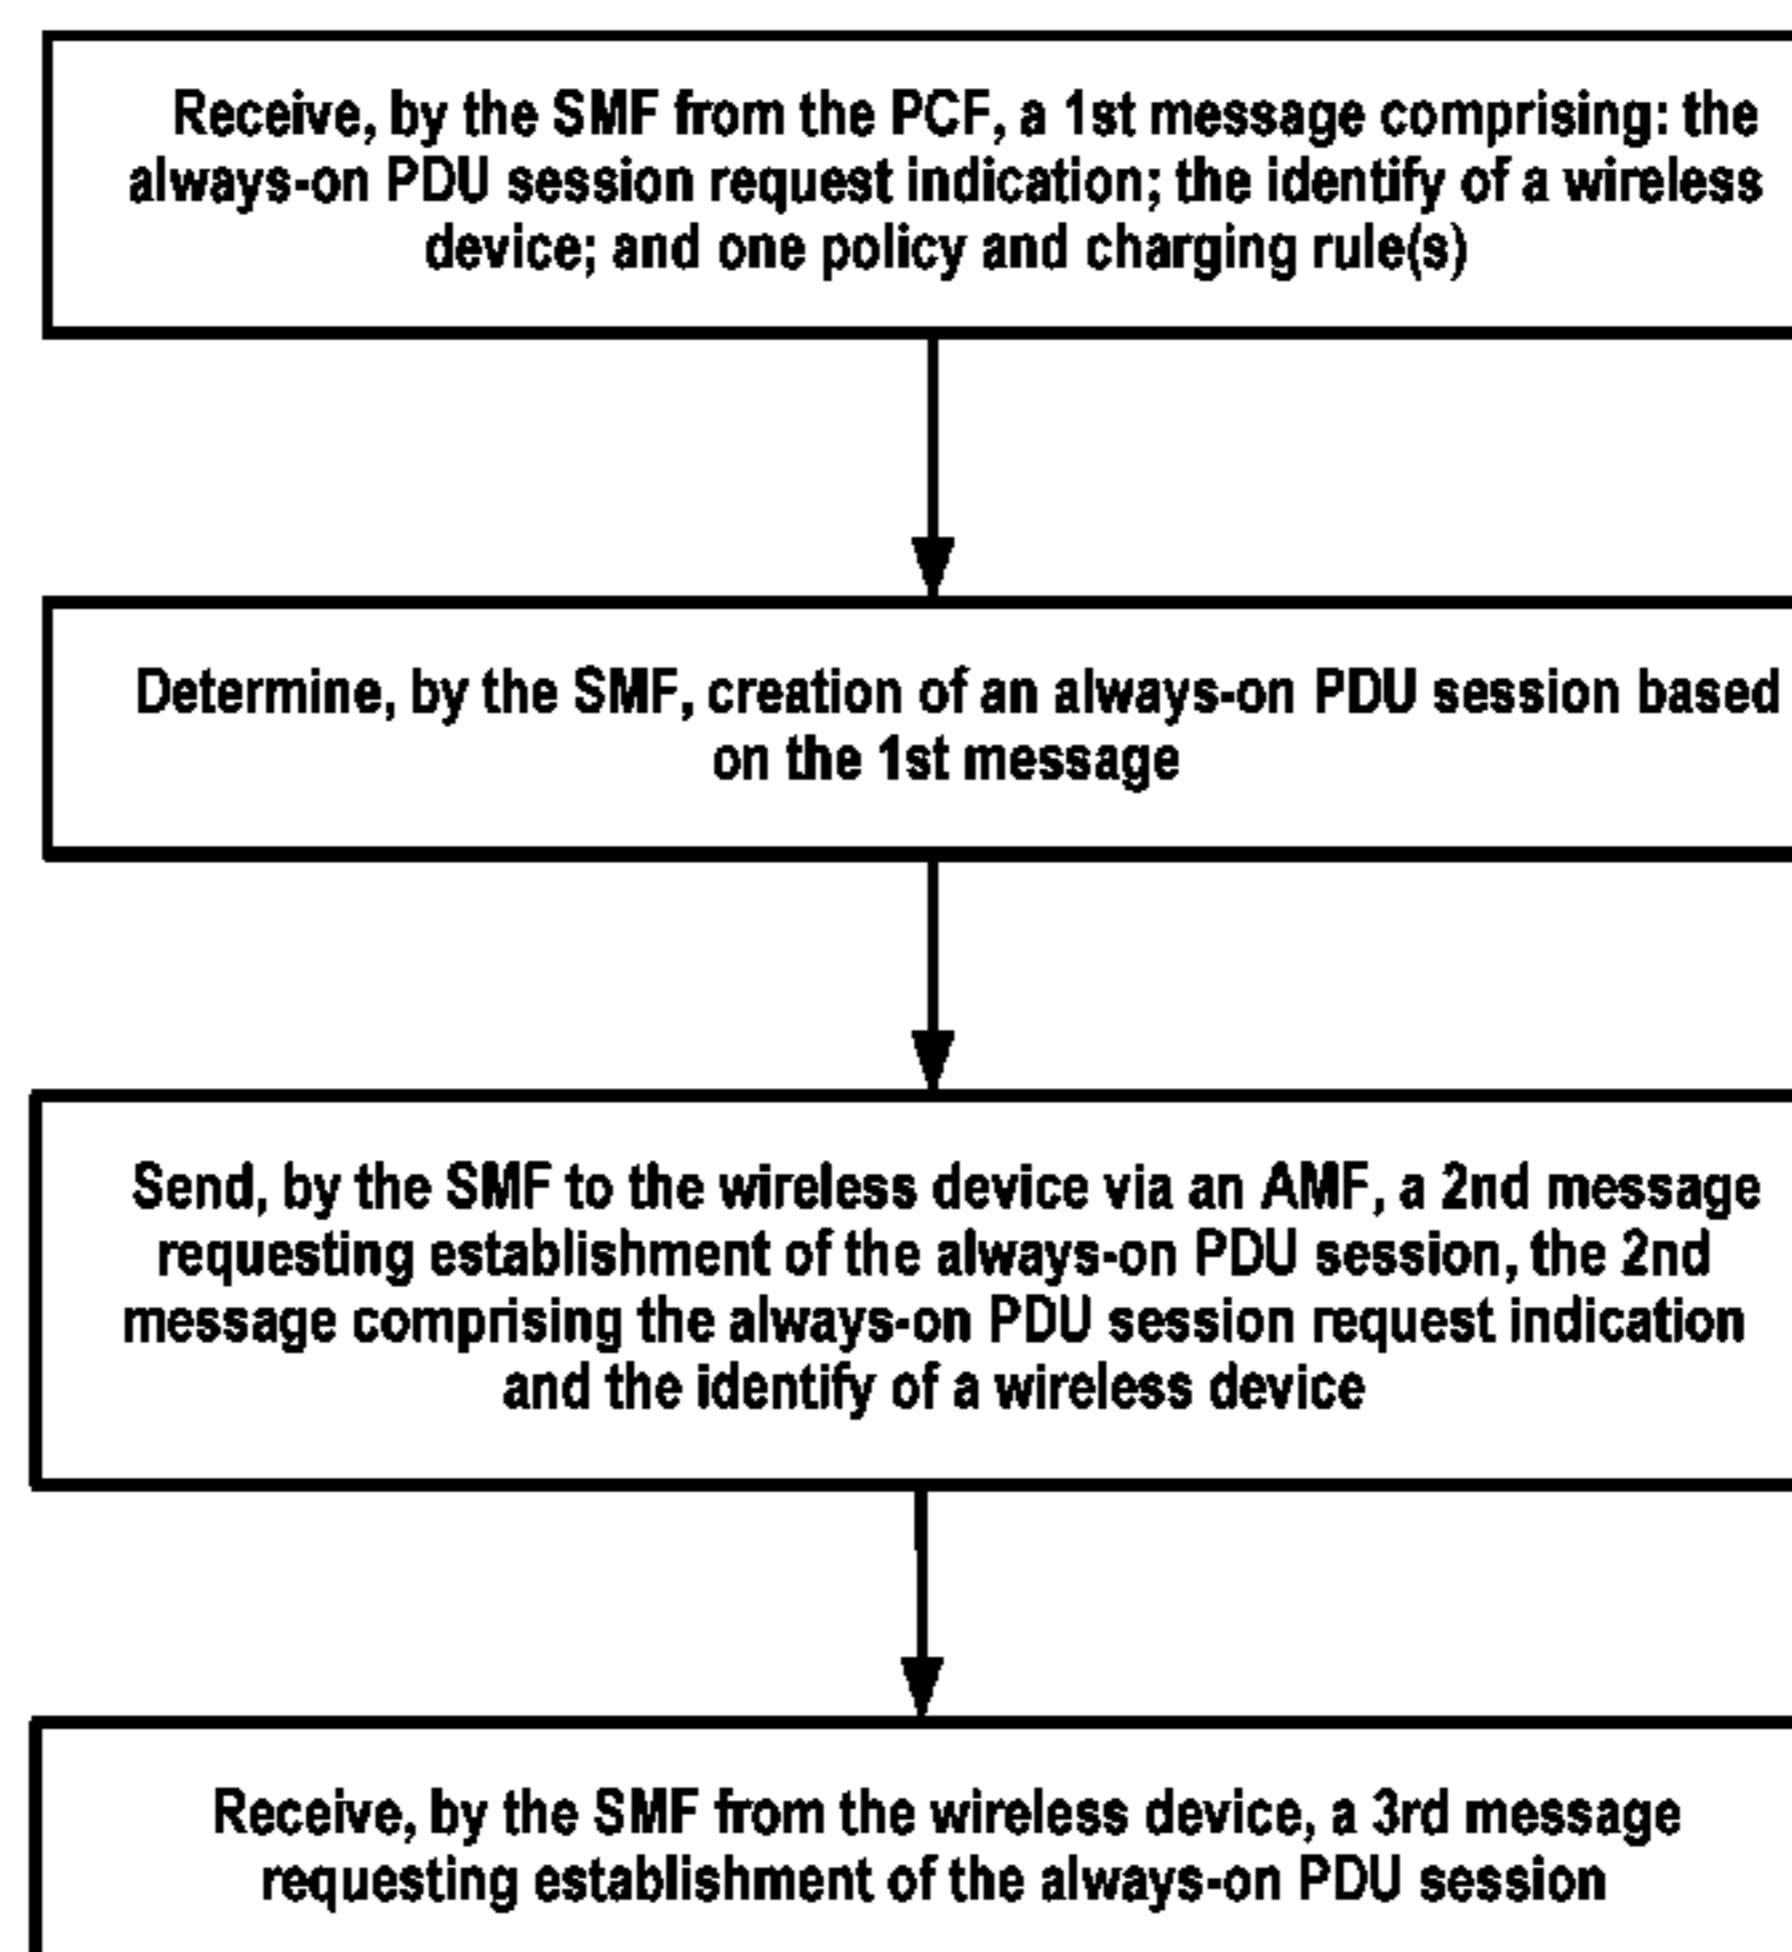 Receive, by the SMF from the PCF, a 1st message comprising: the
always-on PDU session request indication; the identify of a wireless
device; and one policy and charging rule(s)
Determine, by the SMF, creation of an always-on PDU session based
on the 1st message
Send, by the SMF to the wireless device via an AMF, a 2nd message
requesting establishment of the always-on PDU session, the 2nd
message comprising the always-on PDU session request indication
and the identify of a wireless device
Receive, by the SMF from the wireless device, a 3rd message
requesting establishment of the always-on PDU session